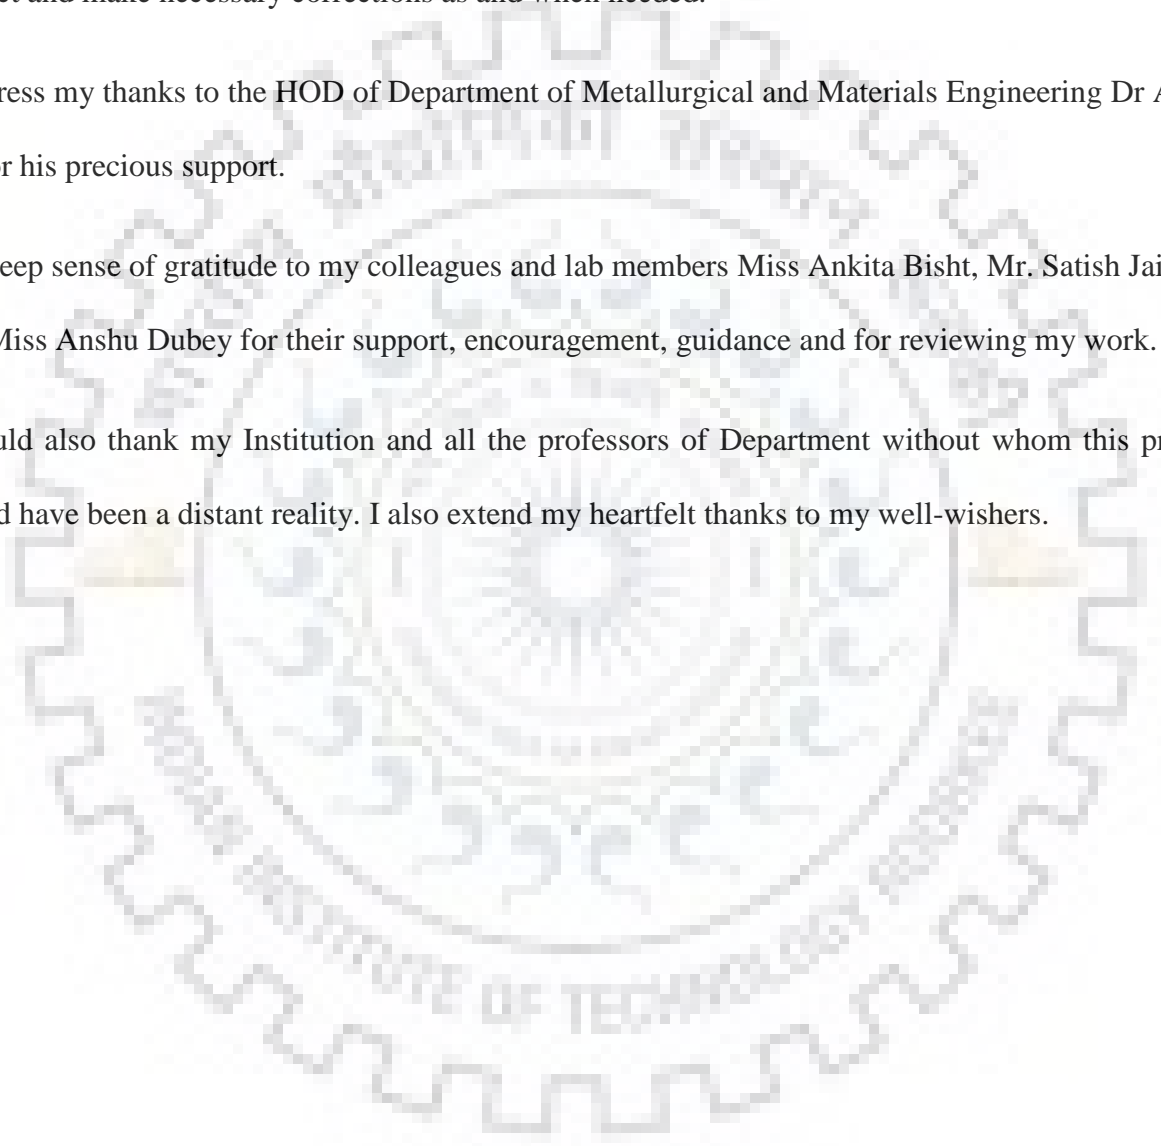 ct and make necessary corrections as and when needed.
ress my thanks to the HOD of Department of Metallurgical and Materials Engineering Dr A
r his precious support.
eep sense of gratitude to my colleagues and lab members Miss Ankita Bisht, Mr. Satish Jai
Miss Anshu Dubey for their support, encouragement, guidance and for reviewing my work.
uld also thank my Institution and all the professors of Department without whom this pr
d have been a distant reality. I also extend my heartfelt thanks to my well-wishers.
INSTITUTE OF TECHNOLOGY